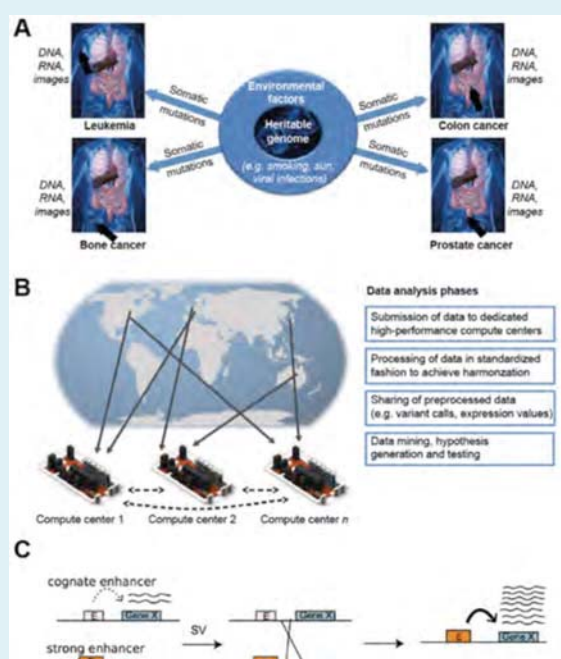 A
DNA,
RNA,
images
Leukemia
Somatic
mutations
Environmental
factors
Heritable
genome
(e.g. smoking, sun,
viral infections)
Somatic
mutations
Colon cancer
DNA,
RNA,
images
DNA,
RNA,
images
Bone cancer
Somatic
mutations
Somatic
mutations
Prostate cancer
DNA,
RNA,
images
B
Data analysis phases
Submission of data to dedicated
high-performance compute centers
Processing of data in standardized
fashion to achieve harmonzation
Sharing of preprocessed data
(e.g. variant calls, expression values)
Data mining, hypothesis
generation and testing
Compute center 1
Compute center 2
Compute center n
C
cognate enhancer
E
Gene X
SV
E
Gene X
E
Gene X
strong enhancer